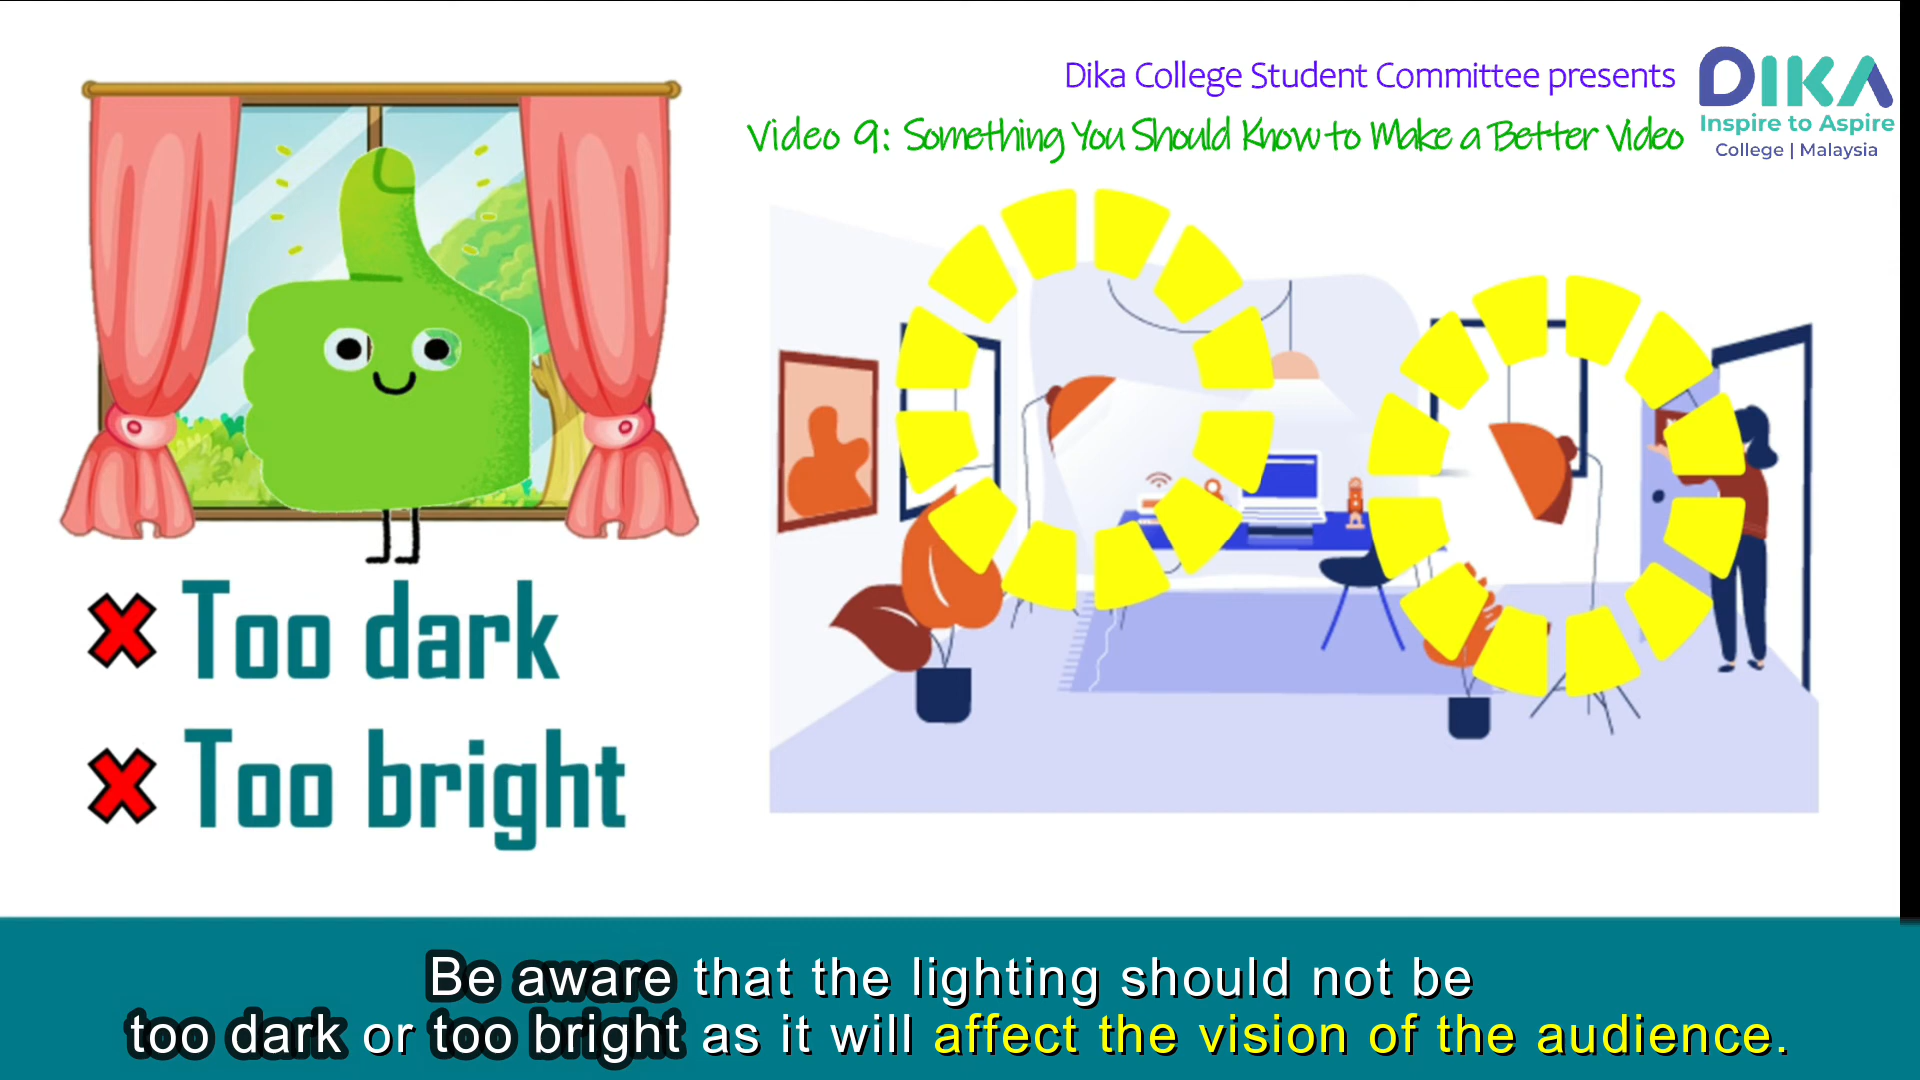 Dika College Student Committee presents
Video 9: Something You Should Know to Make a Better Video
DIKA
Inspire to Aspire
College | Malaysia
Too dark
Too bright
Be aware that the lighting should not be
too dark or too bright as it will affect the vision of the audience.